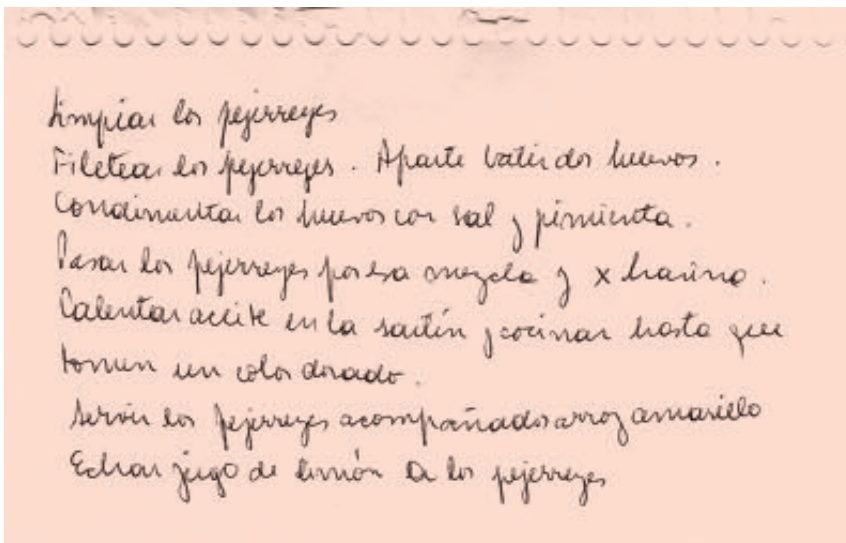 Limpiar los pejerreyes
Filetear los pejerreyes. Aparte batir dos huevos.
Condimentar los huevos con sal y pimienta.
Pasar los pejerreyes por esa mezcla y x harina.
Calentar aceite en la sartén y cocinar hasta que
tomen un color dorado.
Servir los pejerreyes acompañados arroz amarillo
Echar jugo de limón a los pejerreyes